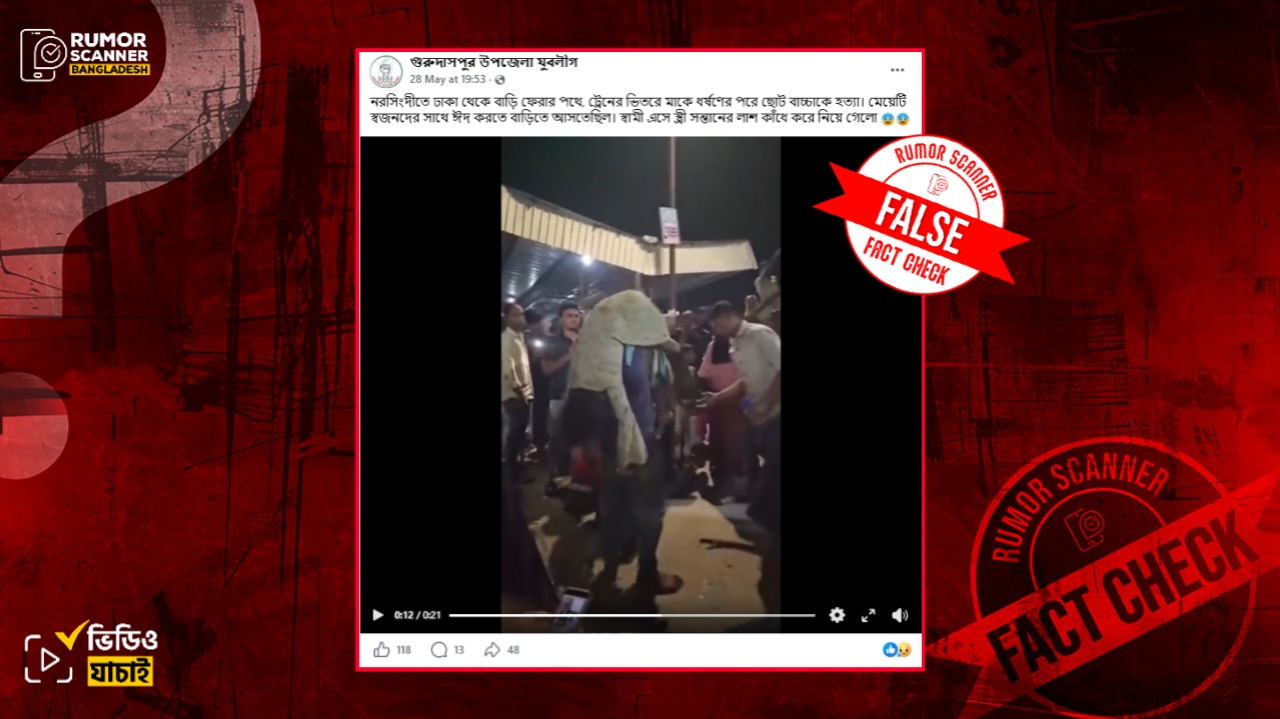 RUMOR
SCANNER
BANGLADESH
গুরুদাসপুর উপজেলা যুবলীগ
28 May at 19:53
নরসিংদীতে ঢাকা থেকে বাড়ি ফেরার পথে, ট্রেনের ভিতরে মাকে ধর্ষণের পরে ছোট বাচ্চাকে হত্যা। মেয়েটি
স্বজনদের সাথে ঈদ করতে বাড়িতে আসতেছিল। স্বামী এসে স্ত্রী সন্তানের লাশ কাঁধে করে নিয়ে গেলো 😰😰
RUMOR SCANNER
FALSE
FACT CHECK
0:12 / 0:21
118
13
48
RUMOR SCANNER
FACT CHECK
ভিডিও
যাচাই